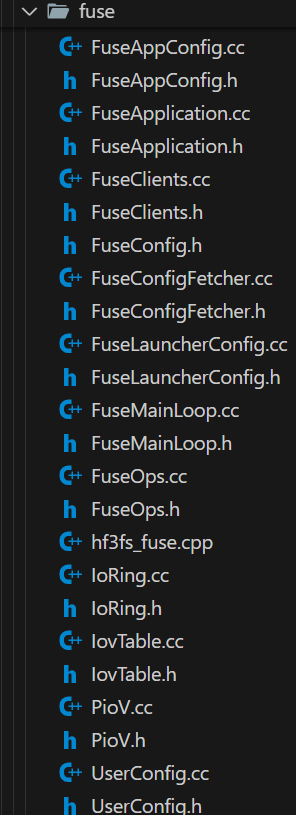 fuse
FuseAppConfig.cc
FuseAppConfig.h
FuseApplication.cc
FuseApplication.h
FuseClients.cc
FuseClients.h
FuseConfig.h
FuseConfigFetcher.cc
FuseConfigFetcher.h
FuseLauncherConfig.cc
FuseLauncherConfig.h
FuseMainLoop.cc
FuseMainLoop.h
FuseOps.cc
FuseOps.h
hf3fs_fuse.cpp
IoRing.cc
IoRing.h
IovTable.cc
IovTable.h
PioV.cc
PioV.h
UserConfig.cc
UserConfig.h